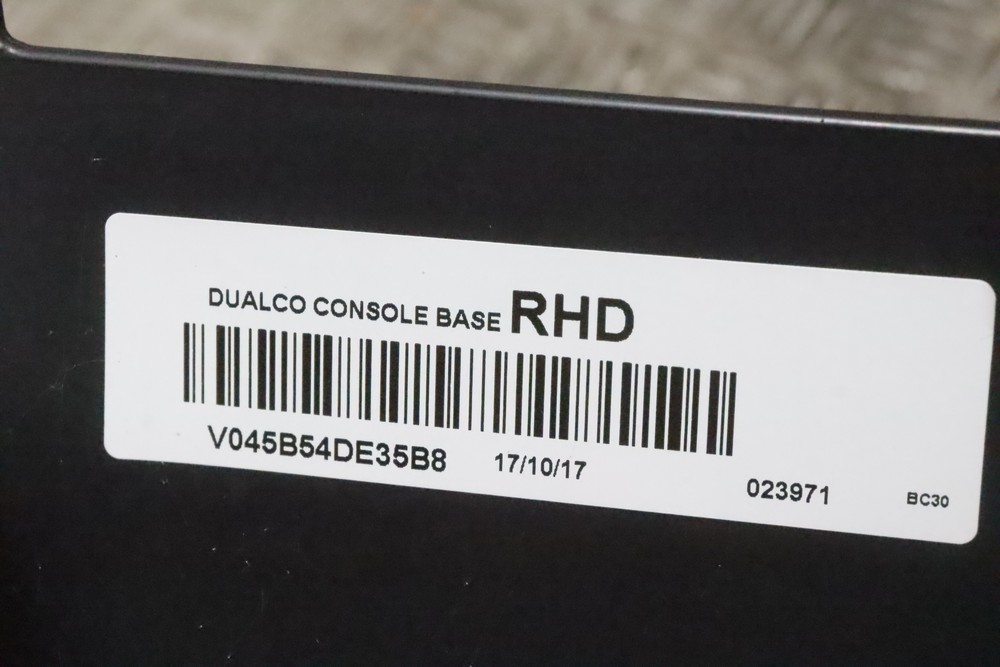 DUALCO CONSOLE BASE RHD
V045B54DE35B8 17/10/17 023971 BC30